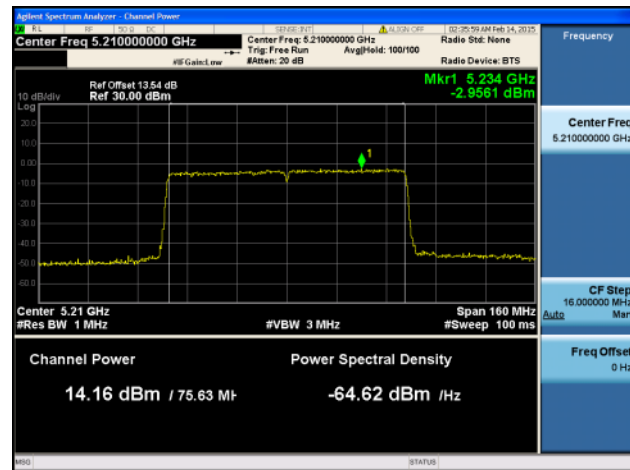 Agilent Spectrum Analyzer - Channel Power
RL RF 50 Ω DC SENSE:INT ALIGN OFF 02:35:59 AM Feb 14, 2015
Center Freq 5.210000000 GHz Center Freq: 5.210000000 GHz Radio Std: None
Trig: Free Run Avg|Hold: 100/100
#IFGain:Low #Atten: 20 dB Radio Device: BTS
Frequency
Ref Offset 13.54 dB
10 dB/div Ref 30.00 dBm
Mkr1 5.234 GHz
-2.9561 dBm
Log
20.0
10.0
0.00
-10.0
-20.0
-30.0
-40.0
-50.0
-60.0
1
Center 5.21 GHz Span 160 MHz
#Res BW 1 MHz #VBW 3 MHz #Sweep 100 ms
Channel Power Power Spectral Density
14.16 dBm / 75.63 MH -64.62 dBm /Hz
Center Freq
5.210000000 GHz
CF Step
16.000000 MHz
Auto Man
Freq Offset
0 Hz
MSG STATUS